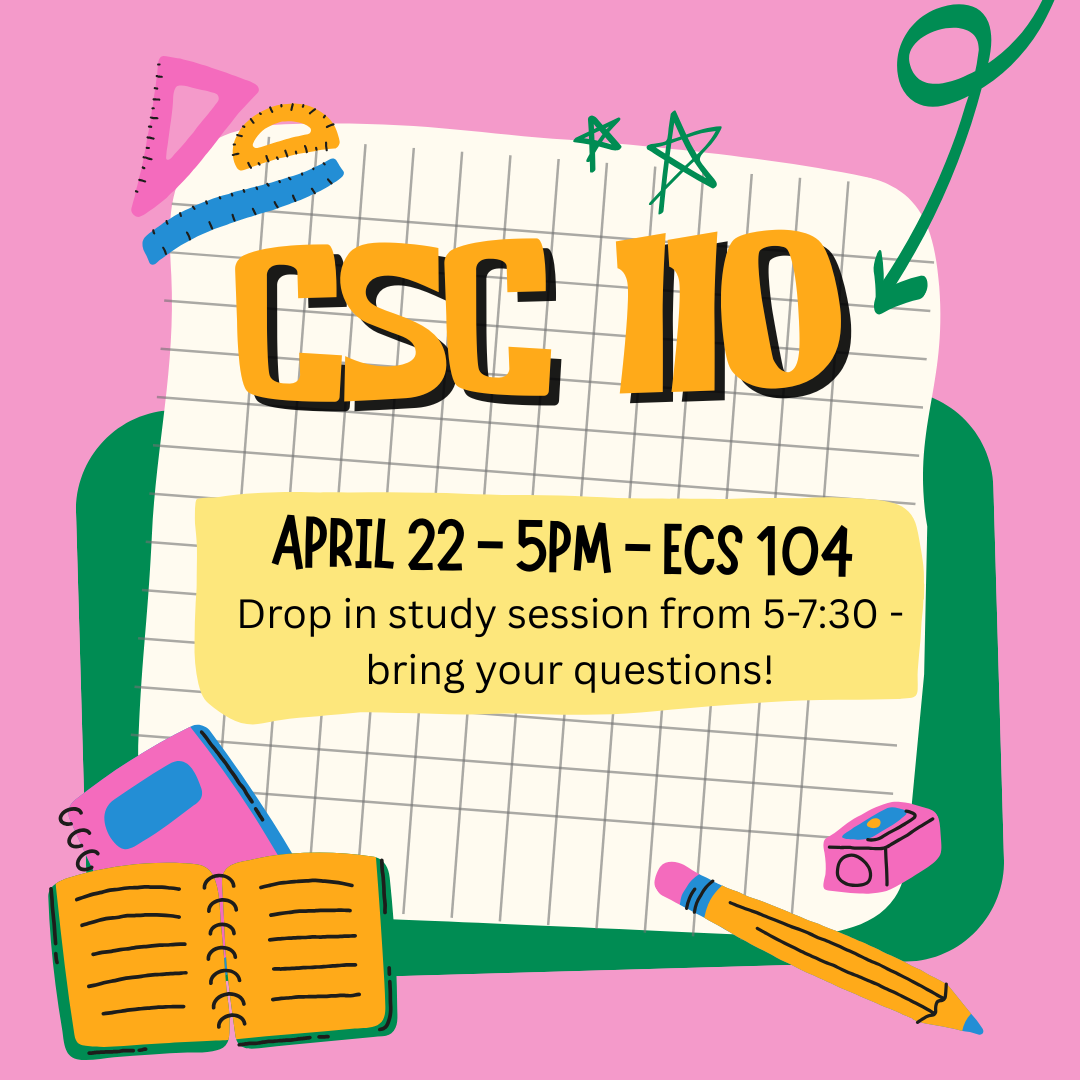 CSC 110
APRIL 22 – 5PM – ECS 104
Drop in study session from 5-7:30 -
bring your questions!